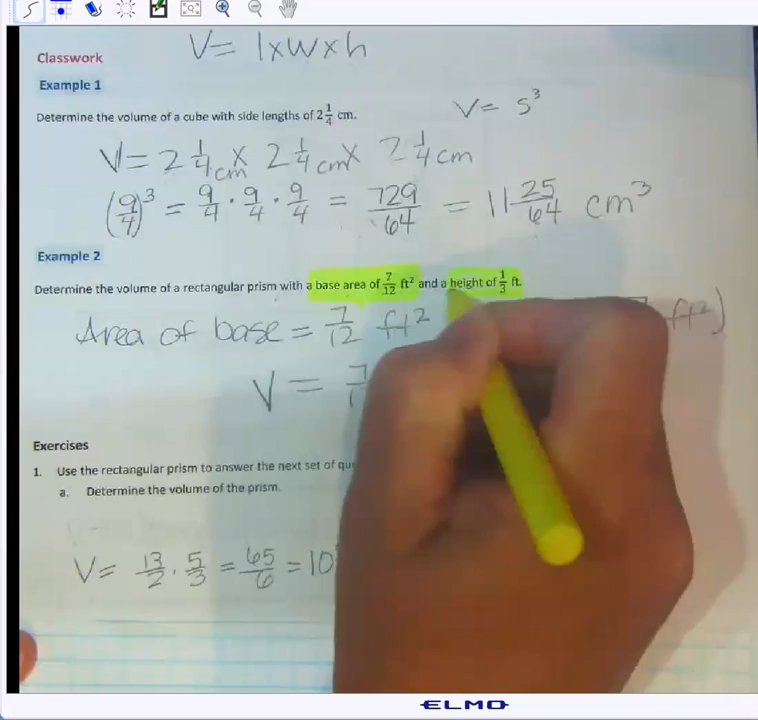 V= l×w×h
Classwork
Example 1
Determine the volume of a cube with side lengths of 2 1/4 cm.
V= s³
V= 2 1/4 cm × 2 1/4 cm × 2 1/4 cm
(9/4)³ = 9/4 · 9/4 · 9/4 = 729/64 = 11 25/64 cm³
Example 2
Determine the volume of a rectangular prism with a base area of 7/12 ft² and a height of 1/3 ft.
Area of base = 7/12 ft² ft²)
V =
Exercises
1. Use the rectangular prism to answer the next set of
a. Determine the volume of the prism.
V= 13/2 · 5/3 = 65/6 = 10
ELMO